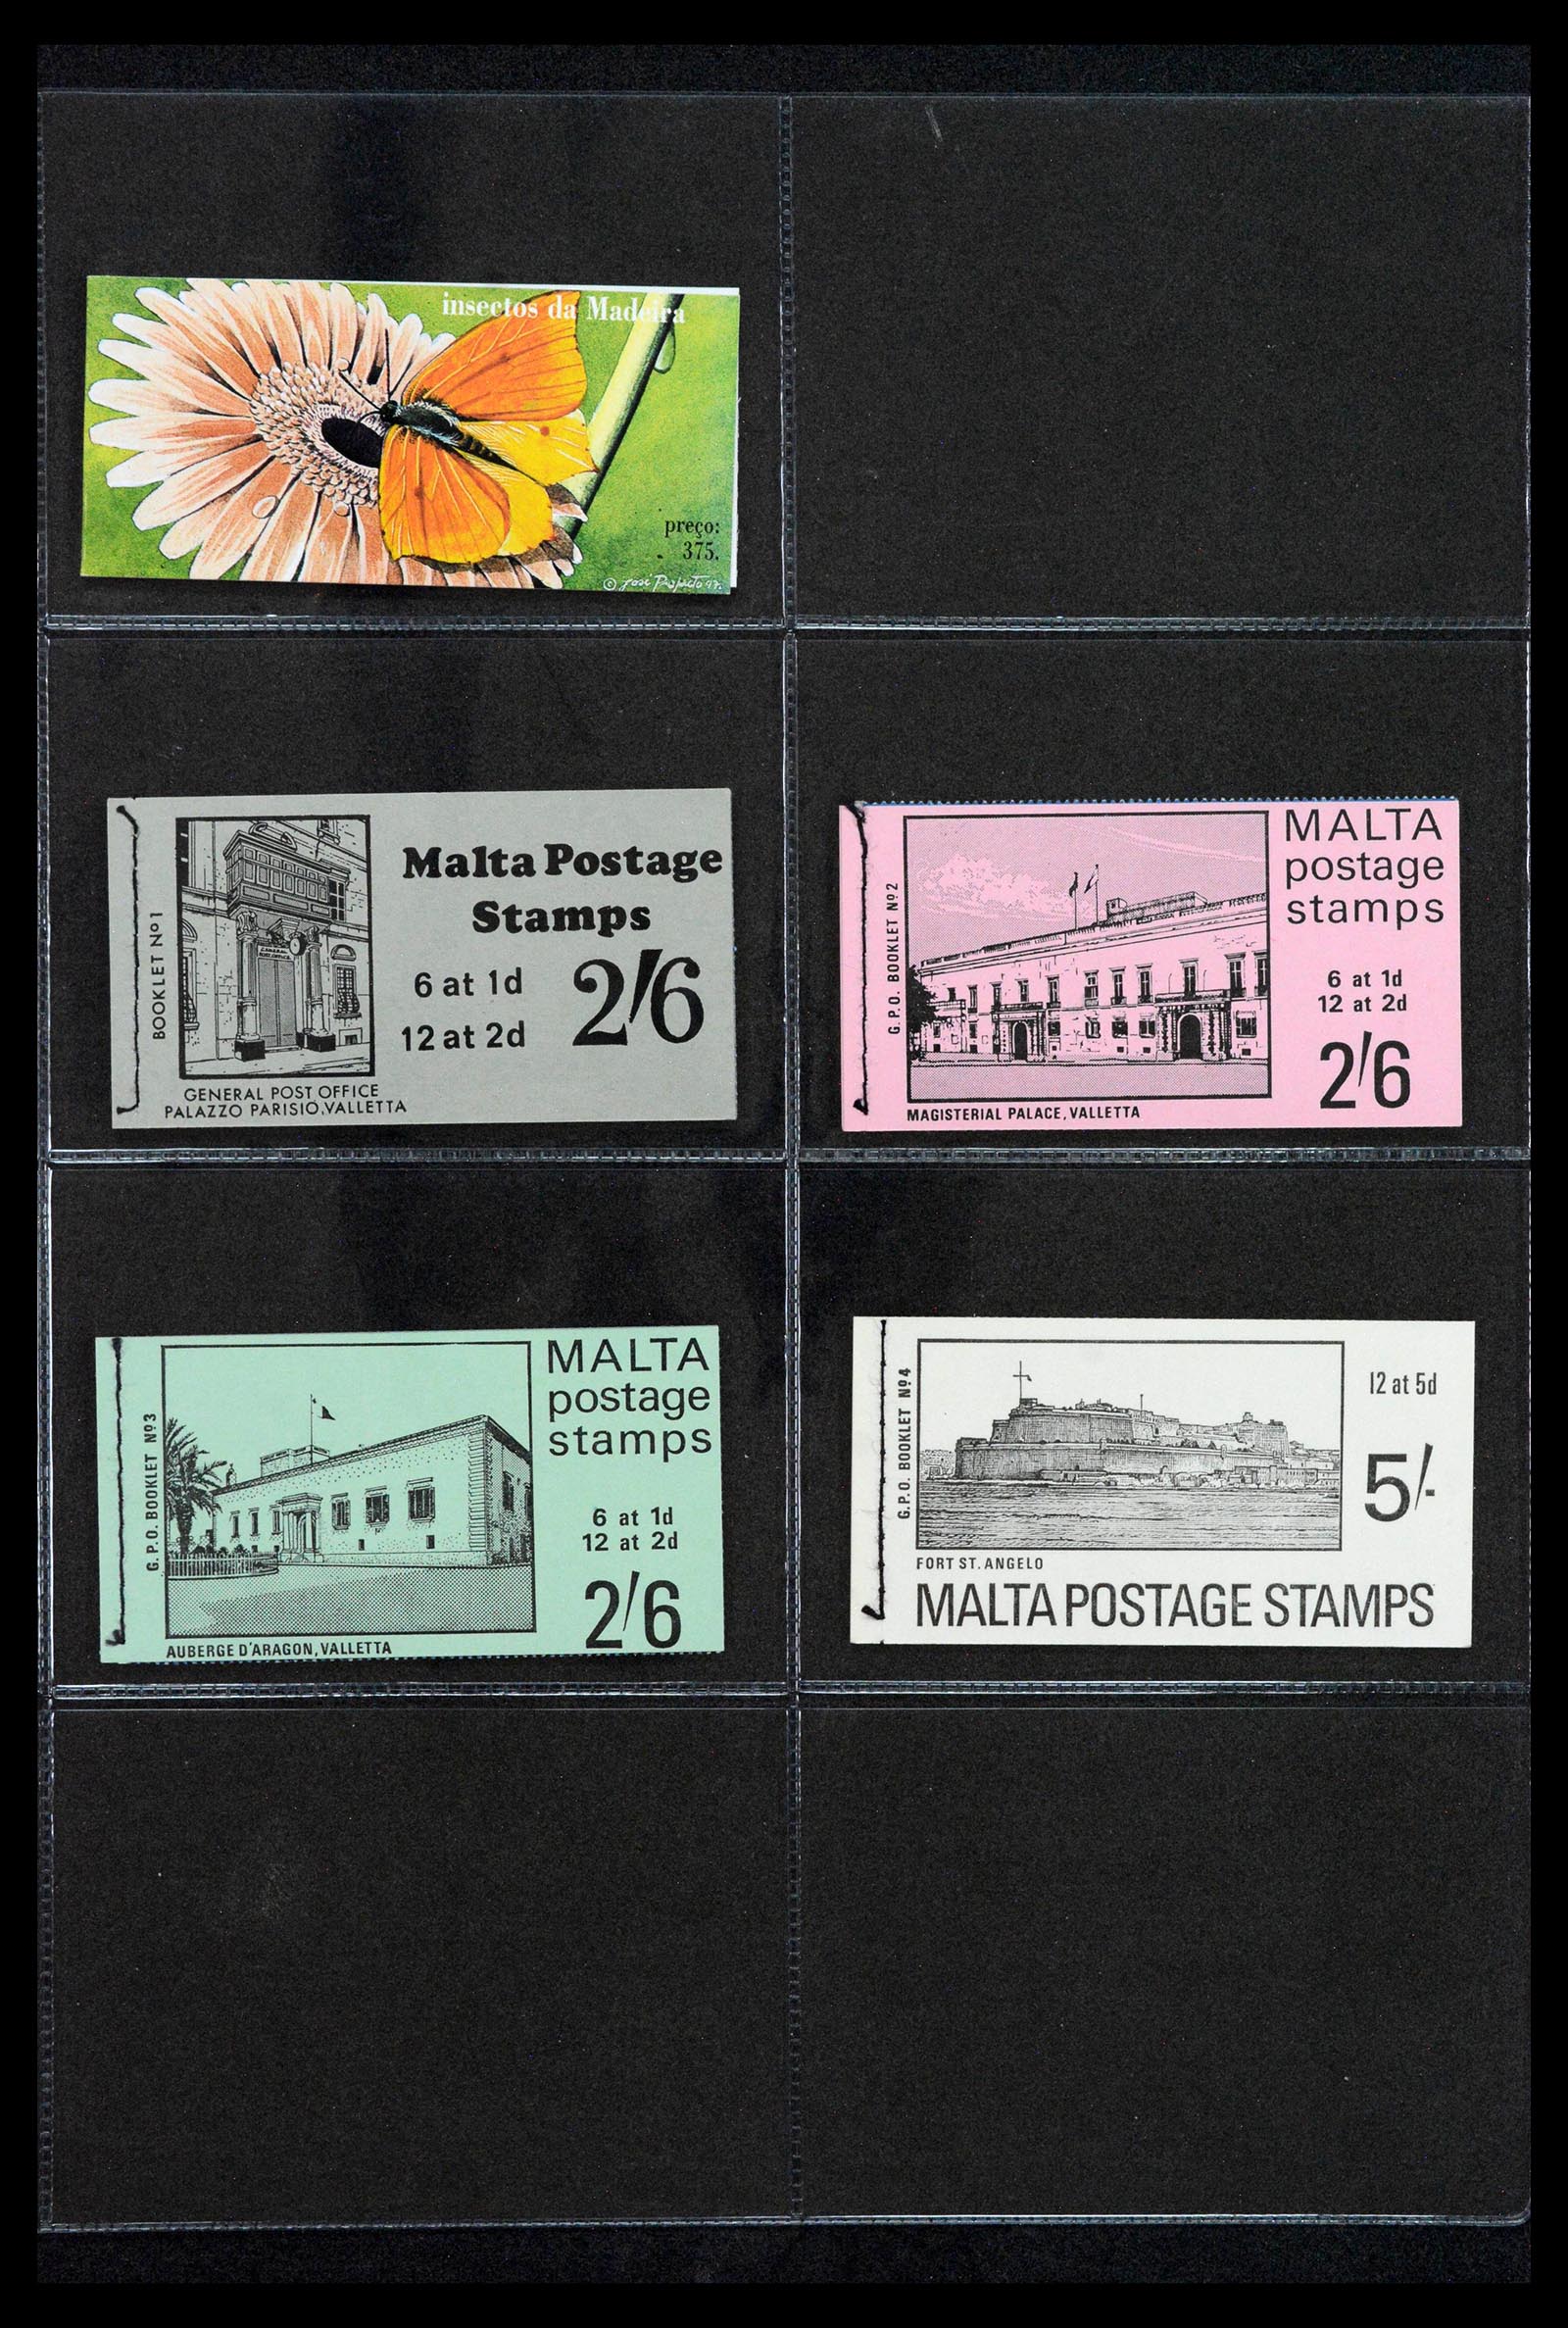 insectos da Madeira
preço:
375.
BOOKLET Nº 1
Malta Postage
Stamps
6 at 1d
12 at 2d
2/6
GENERAL POST OFFICE
PALAZZO PARISIO, VALLETTA
G.P.O. BOOKLET Nº 2
MALTA
postage
stamps
6 at 1d
12 at 2d
2/6
MAGISTERIAL PALACE, VALLETTA
G.P.O. BOOKLET Nº 3
MALTA
postage
stamps
6 at 1d
12 at 2d
2/6
AUBERGE D'ARAGON, VALLETTA
G.P.O. BOOKLET Nº 4
12 at 5d
5/-
FORT ST. ANGELO
MALTA POSTAGE STAMPS